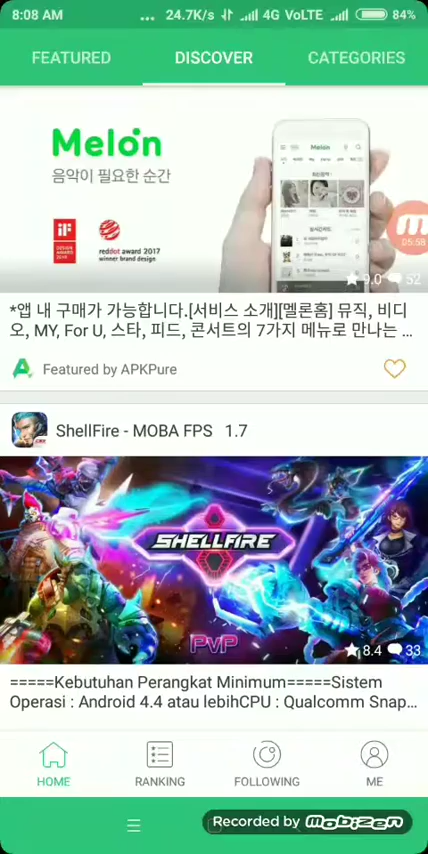 8:08 AM ... 24.7K/s 4G VoLTE 84%
FEATURED DISCOVER CATEGORIES
Melon
음악이 필요한 순간
iF
DESIGN
AWARD
reddot award 2017
winner brand design
Melon
05:58
9.0 52
*앱 내 구매가 가능합니다.[서비스 소개][멜론홈] 뮤직, 비디
오, MY, For U, 스타, 피드, 콘서트의 7가지 메뉴로 만나는 ...
Featured by APKPure
ShellFire - MOBA FPS 1.7
SHELLFIRE
PVP
8.4 33
=====Kebutuhan Perangkat Minimum=====Sistem
Operasi : Android 4.4 atau lebihCPU : Qualcomm Snap...
HOME RANKING FOLLOWING ME
Recorded by mobizen